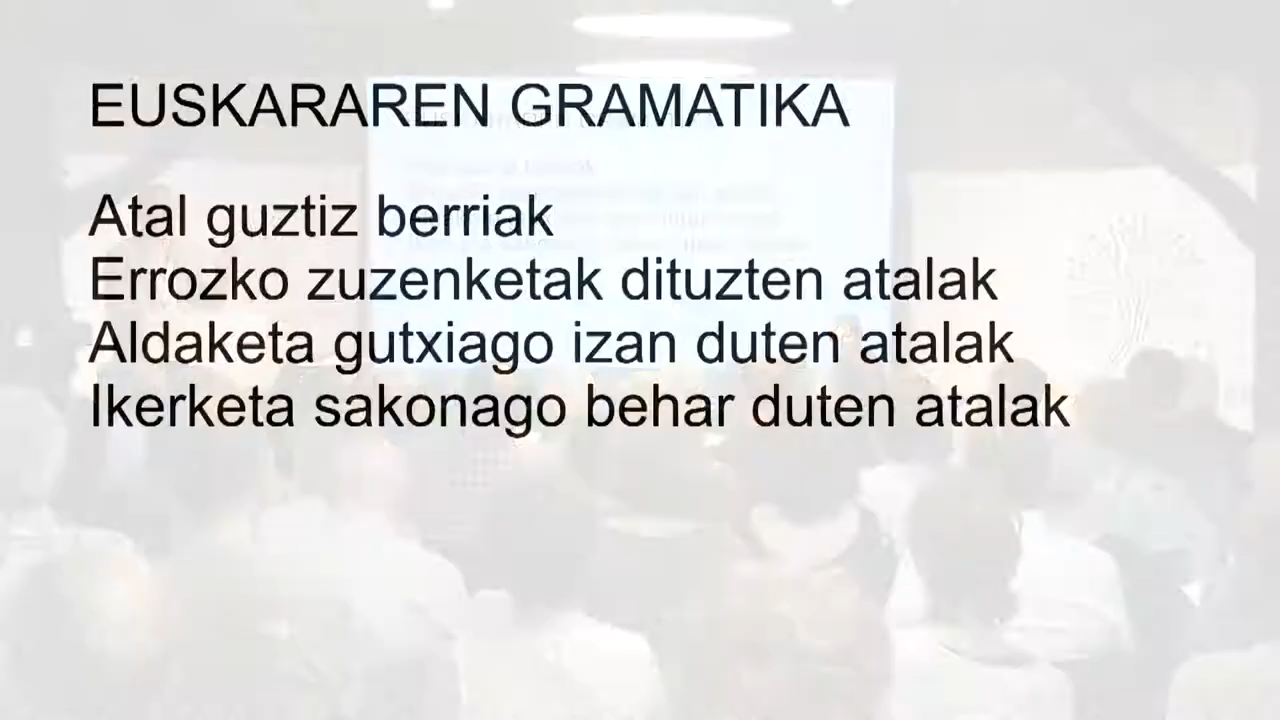 EUSKARAREN GRAMATIKA
Atal guztiz berriak
Errozko zuzenketak dituzten atalak
Aldaketa gutxiago izan duten atalak
Ikerketa sakonago behar duten atalak